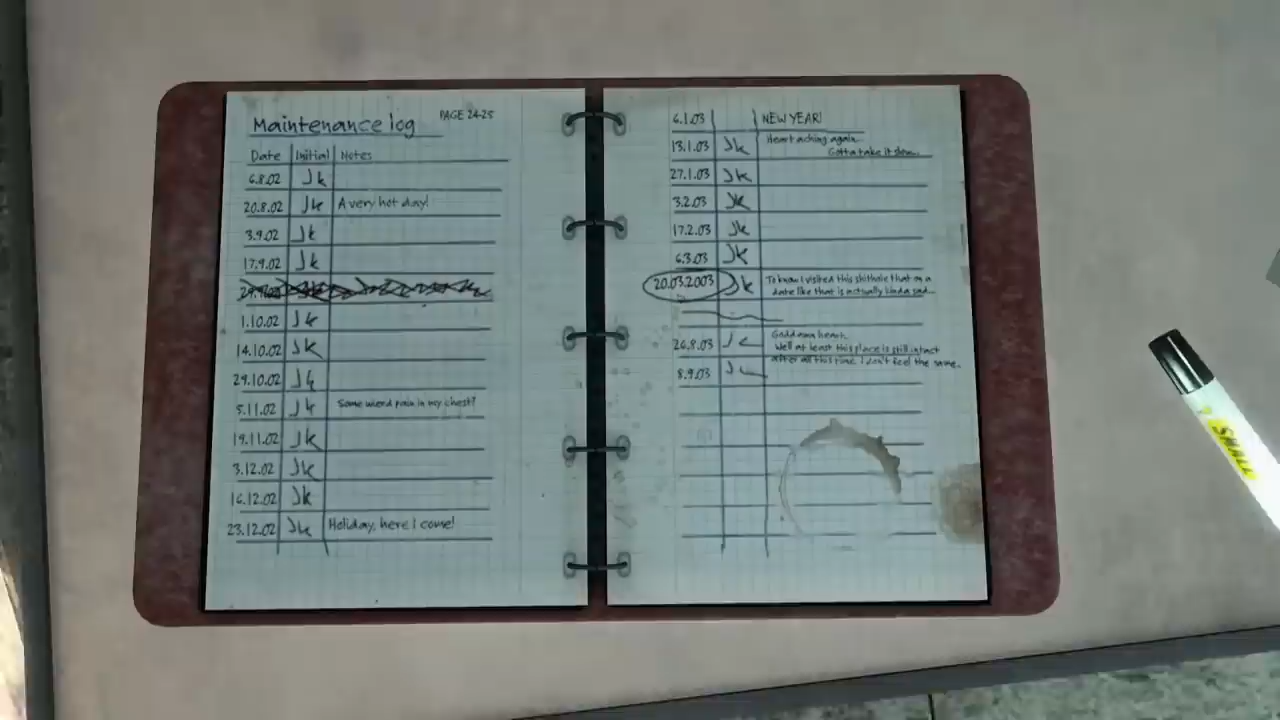 Maintenance log
PAGE 24-25
Date Initial Notes
6.8.02 Jk
20.8.02 Jk A very hot day!
3.9.02 Jk
17.9.02 Jk
1.10.02 Jk
14.10.02 Jk
29.10.02 Jk
5.11.02 Jk Some wierd pain in my chest?
19.11.02 Jk
3.12.02 Jk
16.12.02 Jk
23.12.02 Jk Holiday, here I come!
6.1.03 NEW YEAR!
13.1.03 Jk Heart aching again.
Gotta take it slow...
27.1.03 Jk
3.2.03 Jk
17.2.03 Jk
6.3.03 Jk
20.03.2003 Jk To know I visited this shithole that on a
date like that is actually kinda sad...
26.8.03 Goddamn heart.
Well at least this place is still intact
8.9.03 after all this time. I don't feel the same.